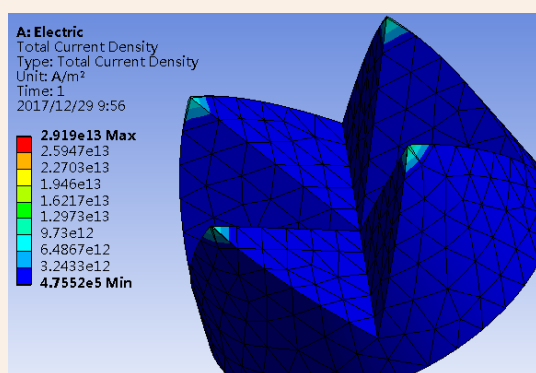 A: Electric
Total Current Density
Type: Total Current Density
Unit: A/m²
Time: 1
2017/12/29 9:56
2.919e13 Max
2.5947e13
2.2703e13
1.946e13
1.6217e13
1.2973e13
9.73e12
6.4867e12
3.2433e12
4.7552e5 Min